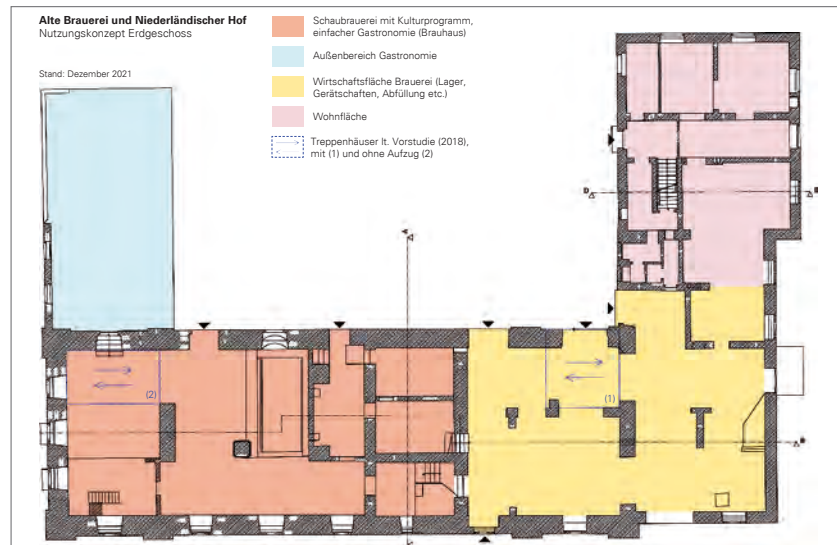 Alte Brauerei und Niederländischer Hof
Nutzungskonzept Erdgeschoss
Stand: Dezember 2021
Schaubrauerei mit Kulturprogramm,
einfacher Gastronomie (Brauhaus)
Außenbereich Gastronomie
Wirtschaftsfläche Brauerei (Lager,
Gerätschaften, Abfüllung etc.)
Wohnfläche
Treppenhäuser lt. Vorstudie (2018),
mit (1) und ohne Aufzug (2)
D
(2)
(1)